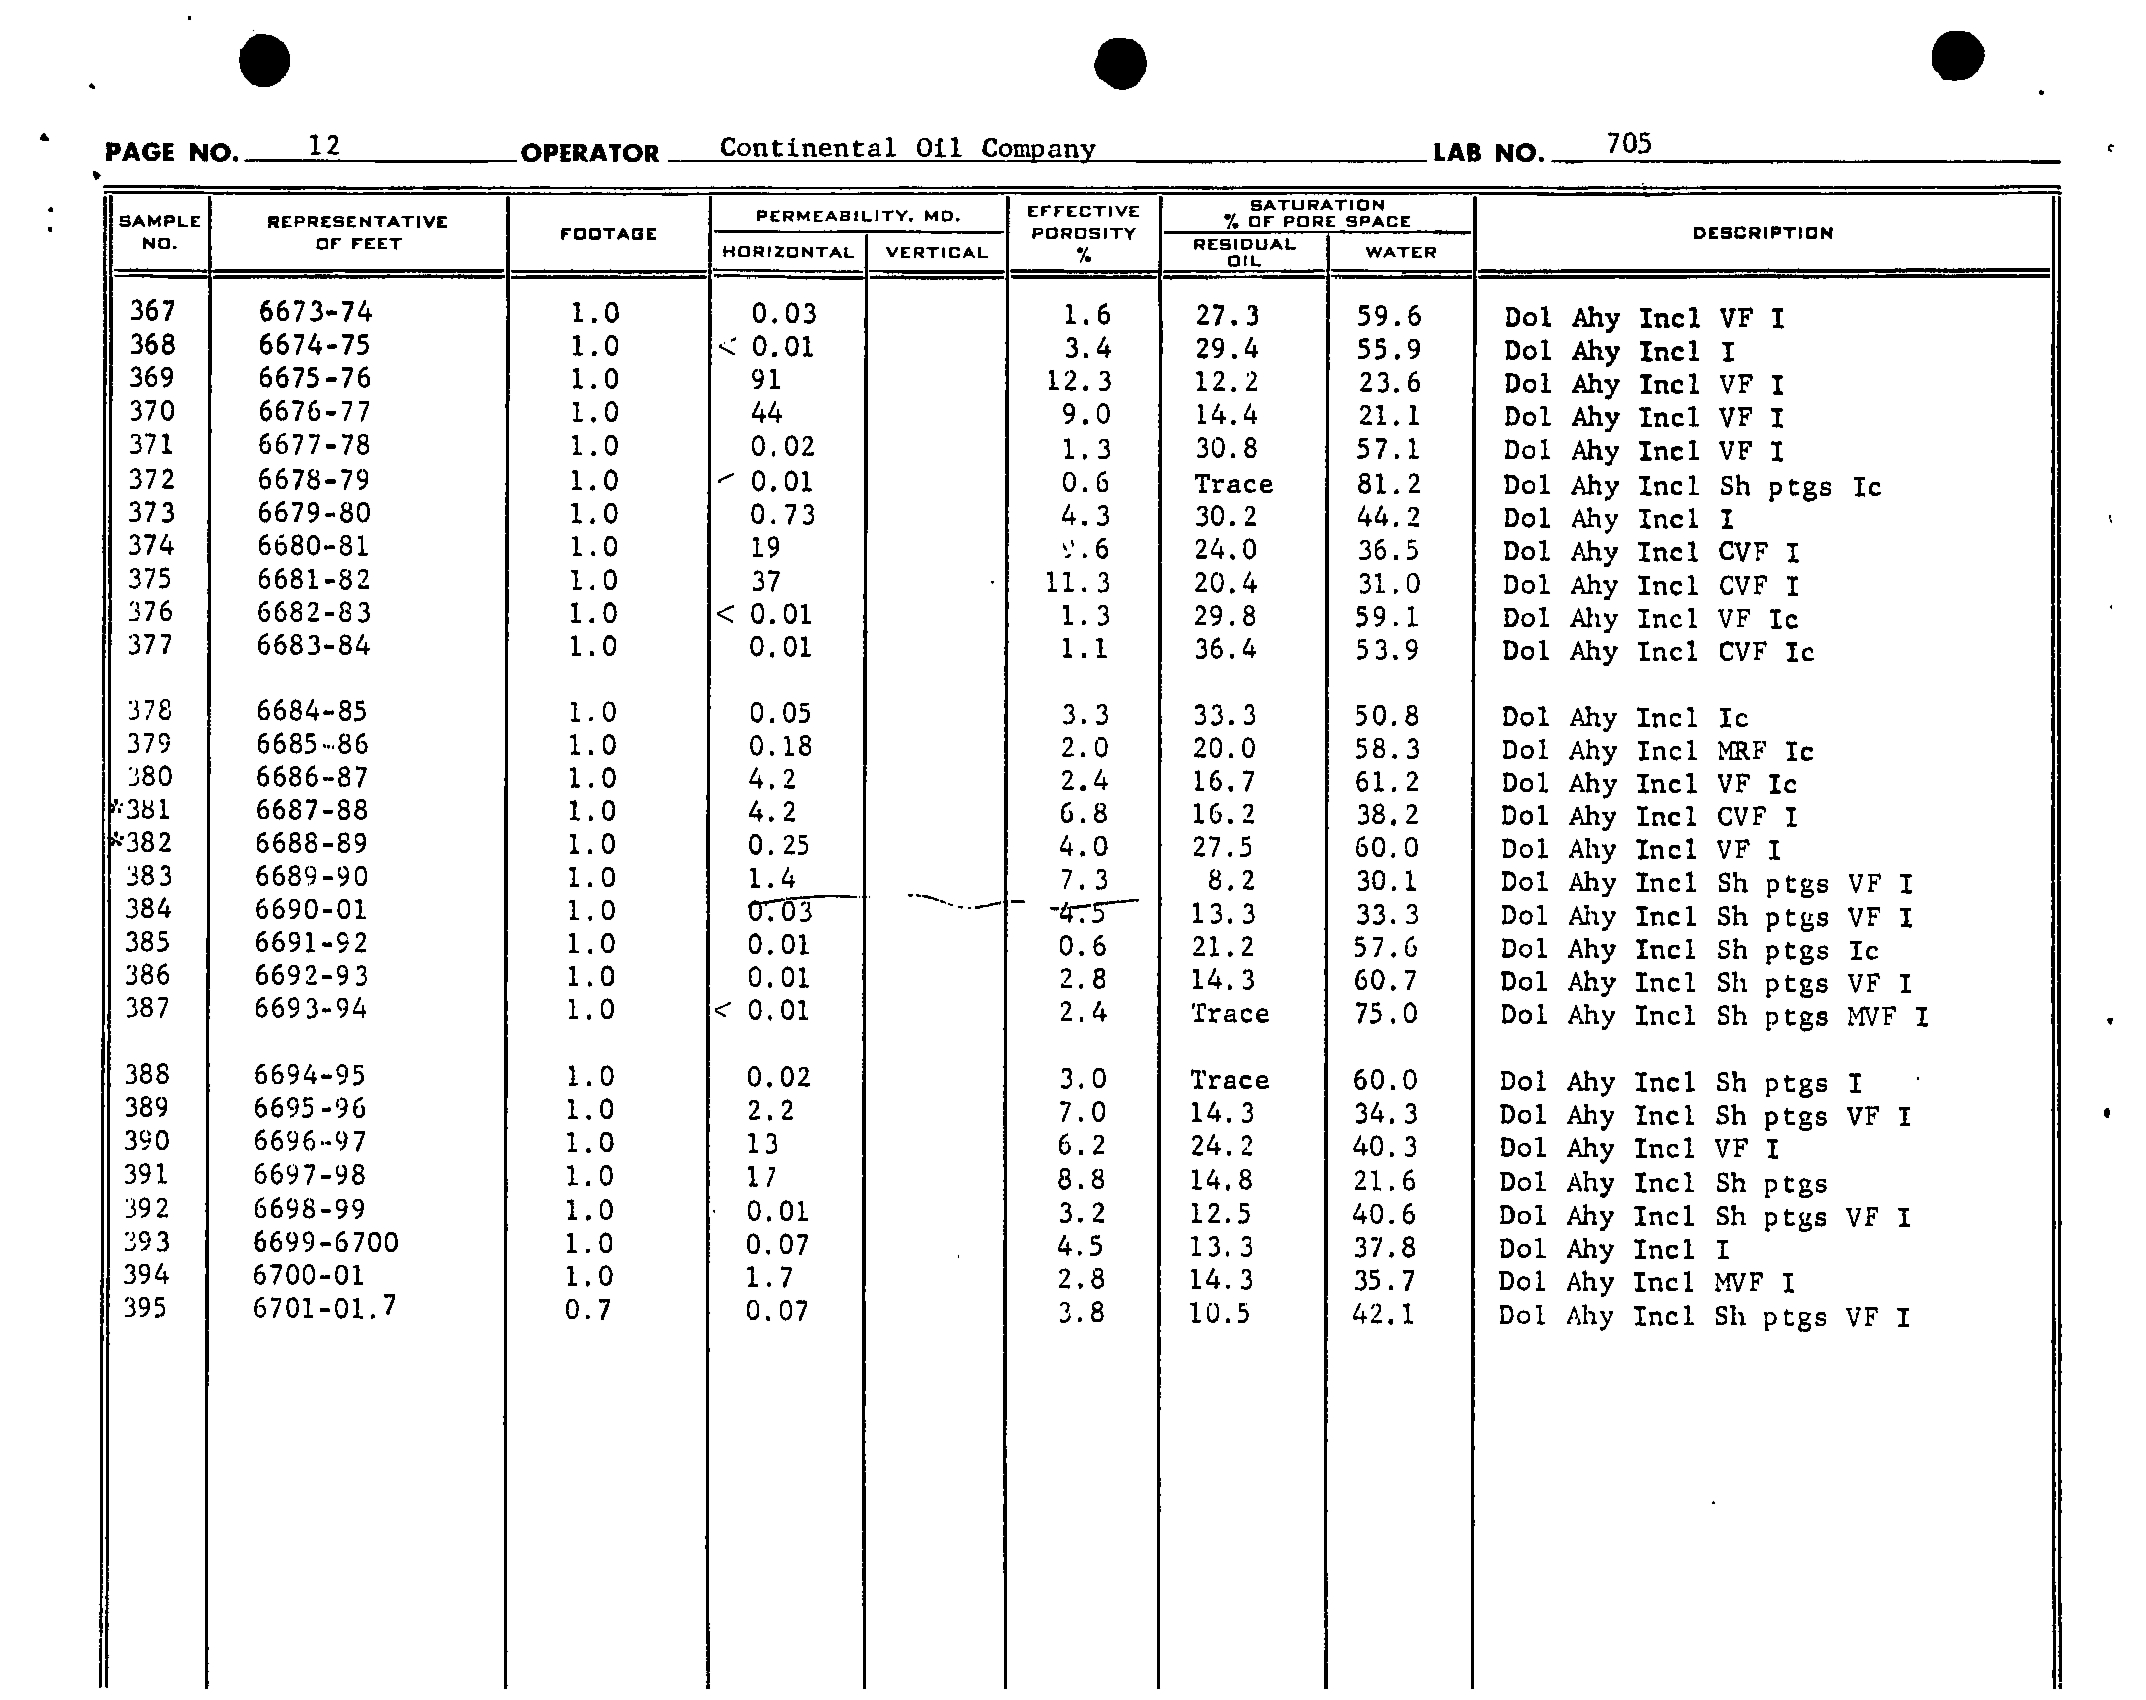 PAGE NO. 12 OPERATOR Continental Oil Company LAB NO. 705
SAMPLE NO. REPRESENTATIVE OF FEET FOOTAGE PERMEABILITY, MD. HORIZONTAL VERTICAL EFFECTIVE POROSITY % SATURATION % OF PORE SPACE RESIDUAL OIL WATER DESCRIPTION
367 6673-74 1.0 0.03 1.6 27.3 59.6 Dol Ahy Incl VF I
368 6674-75 1.0 < 0.01 3.4 29.4 55.9 Dol Ahy Incl I
369 6675-76 1.0 91 12.3 12.2 23.6 Dol Ahy Incl VF I
370 6676-77 1.0 44 9.0 14.4 21.1 Dol Ahy Incl VF I
371 6677-78 1.0 0.02 1.3 30.8 57.1 Dol Ahy Incl VF I
372 6678-79 1.0 0.01 0.6 Trace 81.2 Dol Ahy Incl Sh ptgs Ic
373 6679-80 1.0 0.73 4.3 30.2 44.2 Dol Ahy Incl I
374 6680-81 1.0 19 24.0 36.5 Dol Ahy Incl CVF I
375 6681-82 1.0 37 11.3 20.4 31.0 Dol Ahy Incl CVF I
376 6682-83 1.0 < 0.01 1.3 29.8 59.1 Dol Ahy Incl VF Ic
377 6683-84 1.0 0.01 1.1 36.4 53.9 Dol Ahy Incl CVF Ic
378 6684-85 1.0 0.05 3.3 33.3 50.8 Dol Ahy Incl Ic
379 6685-86 1.0 0.18 2.0 20.0 58.3 Dol Ahy Incl MRF Ic
380 6686-87 1.0 4.2 2.4 16.7 61.2 Dol Ahy Incl VF Ic
*381 6687-88 1.0 4.2 6.8 16.2 38.2 Dol Ahy Incl CVF I
*382 6688-89 1.0 0.25 4.0 27.5 60.0 Dol Ahy Incl VF I
383 6689-90 1.0 1.4 7.3 8.2 30.1 Dol Ahy Incl Sh ptgs VF I
384 6690-01 1.0 0.03 4.5 13.3 33.3 Dol Ahy Incl Sh ptgs VF I
385 6691-92 1.0 0.01 0.6 21.2 57.6 Dol Ahy Incl Sh ptgs Ic
386 6692-93 1.0 0.01 2.8 14.3 60.7 Dol Ahy Incl Sh ptgs VF I
387 6693-94 1.0 < 0.01 2.4 Trace 75.0 Dol Ahy Incl Sh ptgs MVF I
388 6694-95 1.0 0.02 3.0 Trace 60.0 Dol Ahy Incl Sh ptgs I
389 6695-96 1.0 2.2 7.0 14.3 34.3 Dol Ahy Incl Sh ptgs VF I
390 6696-97 1.0 13 6.2 24.2 40.3 Dol Ahy Incl VF I
391 6697-98 1.0 17 8.8 14.8 21.6 Dol Ahy Incl Sh ptgs
392 6698-99 1.0 0.01 3.2 12.5 40.6 Dol Ahy Incl Sh ptgs VF I
393 6699-6700 1.0 0.07 4.5 13.3 37.8 Dol Ahy Incl I
394 6700-01 1.0 1.7 2.8 14.3 35.7 Dol Ahy Incl MVF I
395 6701-01.7 0.7 0.07 3.8 10.5 42.1 Dol Ahy Incl Sh ptgs VF I